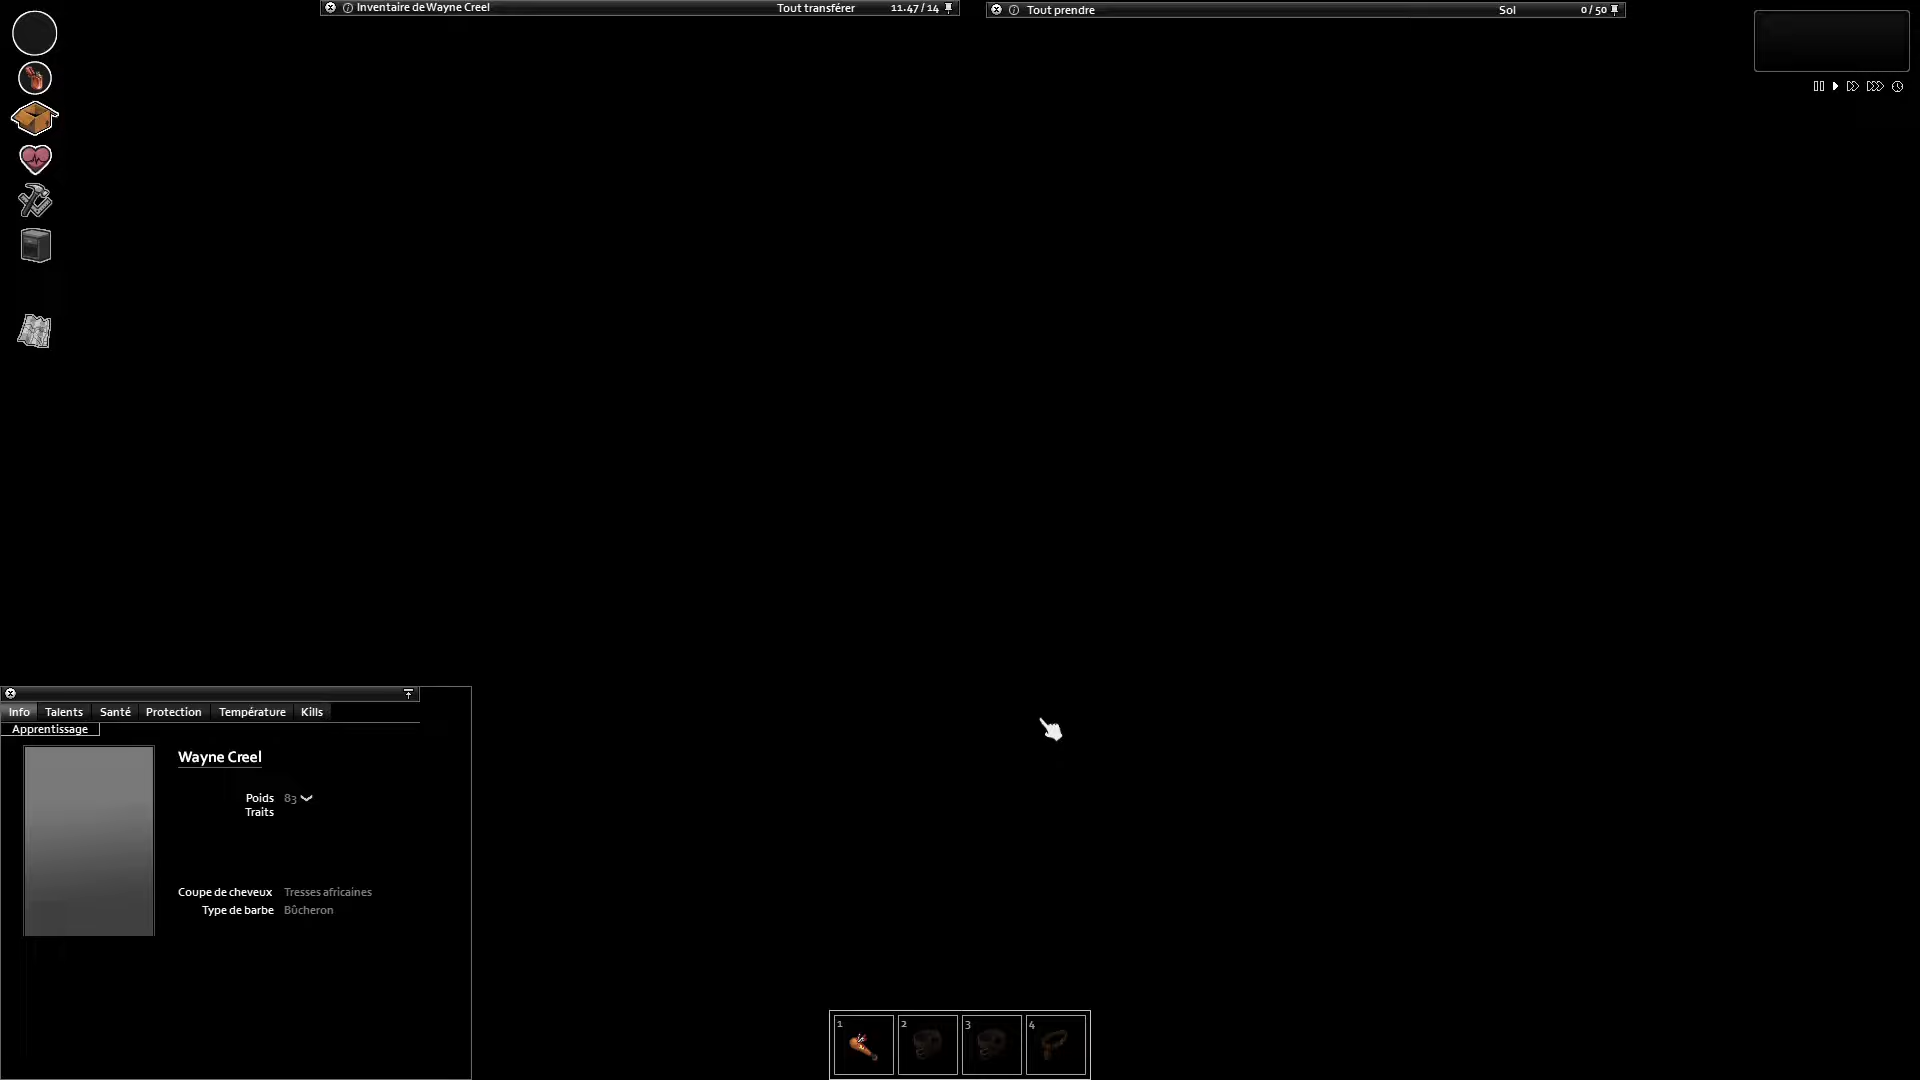 Inventaire de Wayne Creel Tout transférer 11.47 / 14
Tout prendre Sol 0 / 50
Info Talents Santé Protection Température Kills
Apprentissage
Wayne Creel
Poids 83
Traits
Coupe de cheveux Tresses africaines
Type de barbe Bûcheron
1 2 3 4